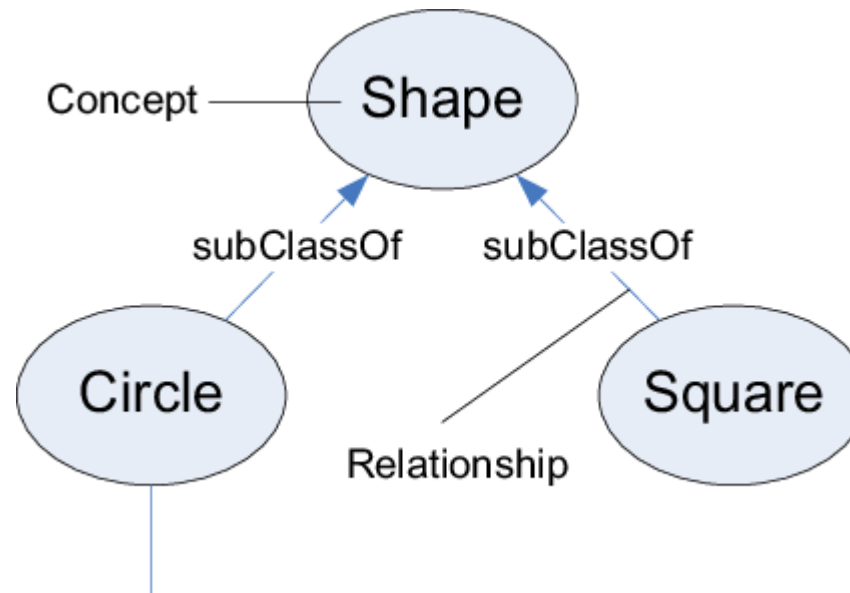 Shape
Concept
subClassOf
subClassOf
Circle
Square
Relationship